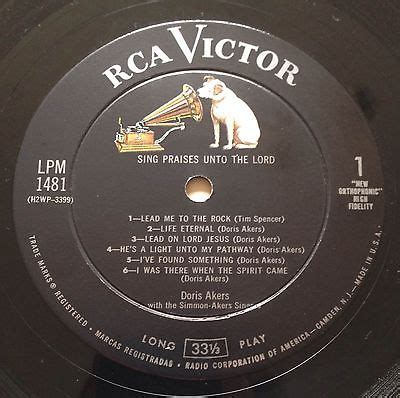 RCA VICTOR
SING PRAISES UNTO THE LORD
LPM
1481
(H2WP-3399)
1
"NEW
ORTHOPHONIC"
HIGH
FIDELITY
1—LEAD ME TO THE ROCK (Tim Spencer)
2—LIFE ETERNAL (Doris Akers)
3—LEAD ON LORD JESUS (Doris Akers)
4—HE'S A LIGHT UNTO MY PATHWAY (Doris Akers)
5—I'VE FOUND SOMETHING (Doris Akers)
6—I WAS THERE WHEN THE SPIRIT CAME
(Doris Akers)
Doris Akers
with the Simmon-Akers Singers
LONG 33⅓ PLAY
TRADE MARKS ® REGISTERED • MARCAS REGISTRADAS • RADIO CORPORATION OF AMERICA—CAMDEN, N.J.—MADE IN U.S.A.